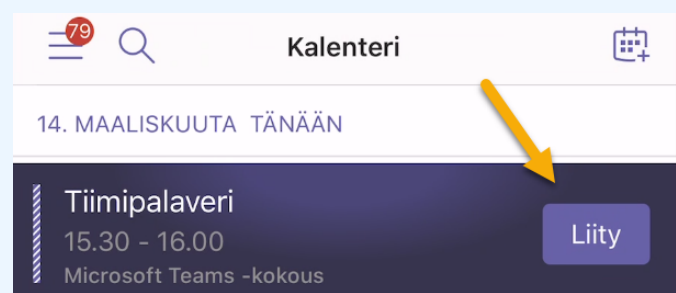 79
Kalenteri
14. MAALISKUUTA TÄNÄÄN
Tiimipalaveri
15.30 - 16.00
Liity
Microsoft Teams -kokous